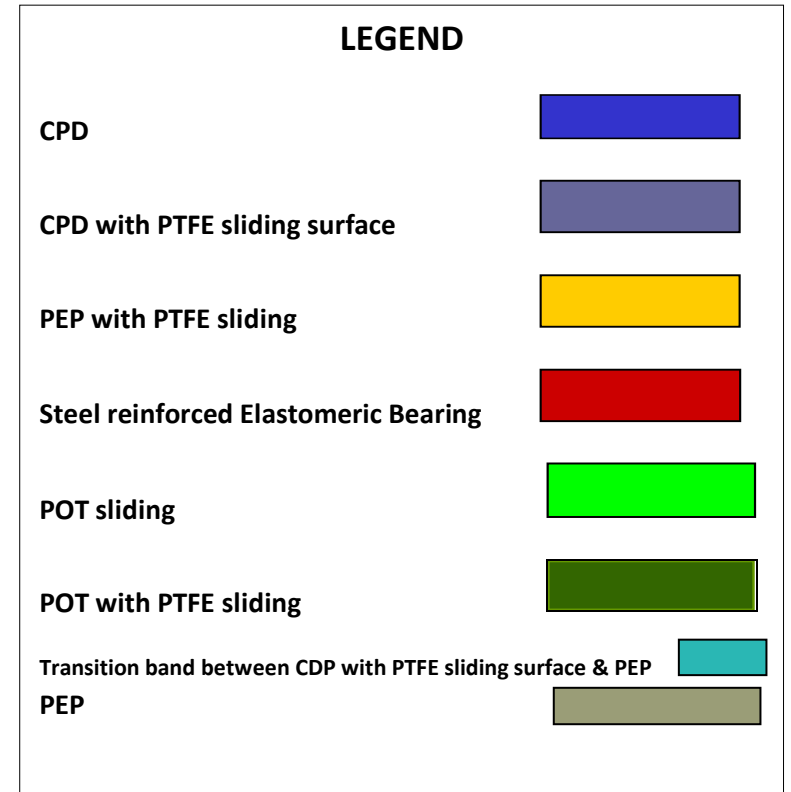 LEGEND
CPD
CPD with PTFE sliding surface
PEP with PTFE sliding
Steel reinforced Elastomeric Bearing
POT sliding
POT with PTFE sliding
Transition band between CDP with PTFE sliding surface & PEP
PEP